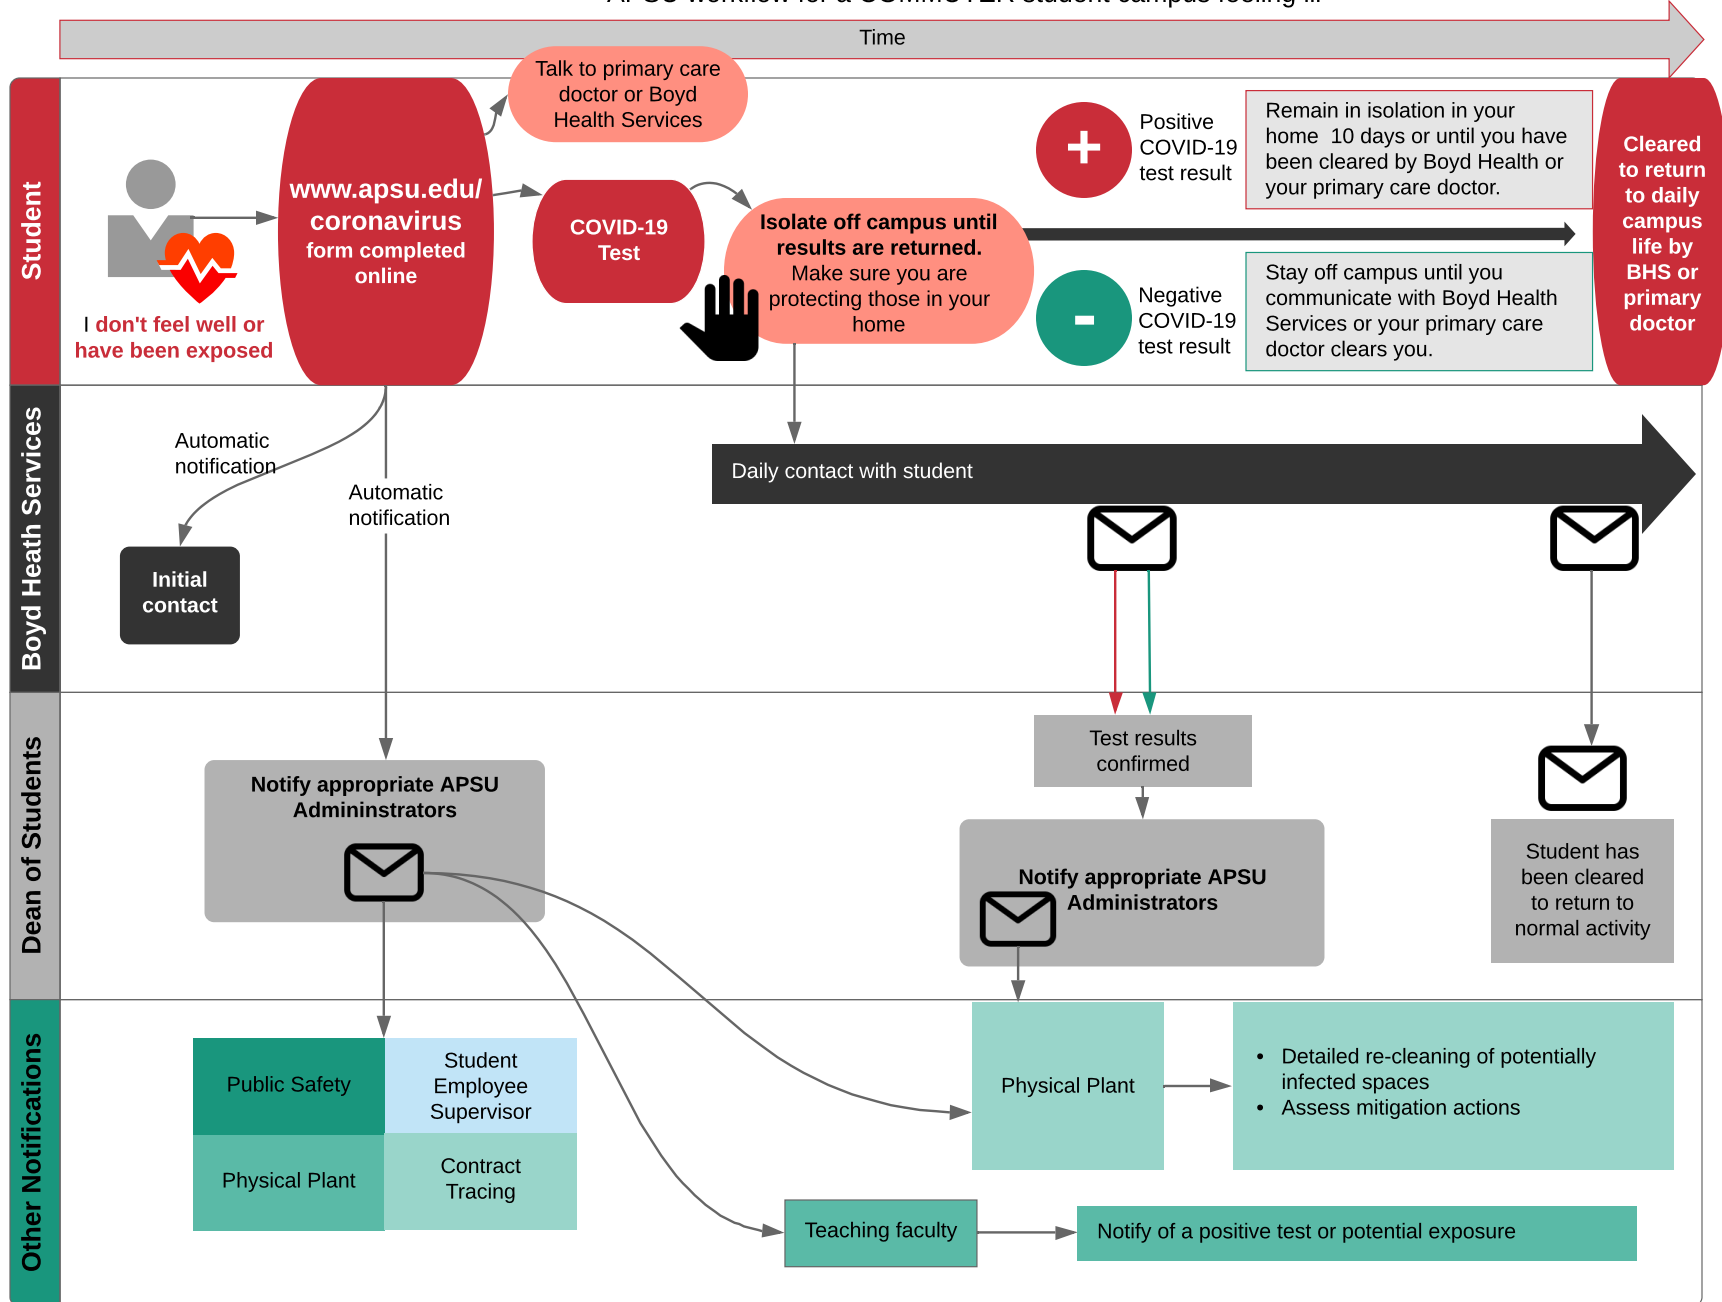 APSU workflow for a COMMUTER student campus feeling ill
Time
Student
I don't feel well or
have been exposed
www.apsu.edu/
coronavirus
form completed
online
Talk to primary care
doctor or Boyd
Health Services
COVID-19
Test
Isolate off campus until
results are returned.
Make sure you are
protecting those in your
home
+
Positive
COVID-19
test result
Remain in isolation in your
home  10 days or until you have
been cleared by Boyd Health or
your primary care doctor.
-
Negative
COVID-19
test result
Stay off campus until you
communicate with Boyd Health
Services or your primary care
doctor clears you.
Cleared
to return
to daily
campus
life by
BHS or
primary
doctor
Boyd Heath Services
Automatic
notification
Automatic
notification
Initial
contact
Daily contact with student
Dean of Students
Notify appropriate APSU
Admininstrators
Test results
confirmed
Notify appropriate APSU
Administrators
Student has
been cleared
to return to
normal activity
Other Notifications
Public Safety
Student
Employee
Supervisor
Physical Plant
Contract
Tracing
Physical Plant
• Detailed re-cleaning of potentially
infected spaces
• Assess mitigation actions
Teaching faculty
Notify of a positive test or potential exposure